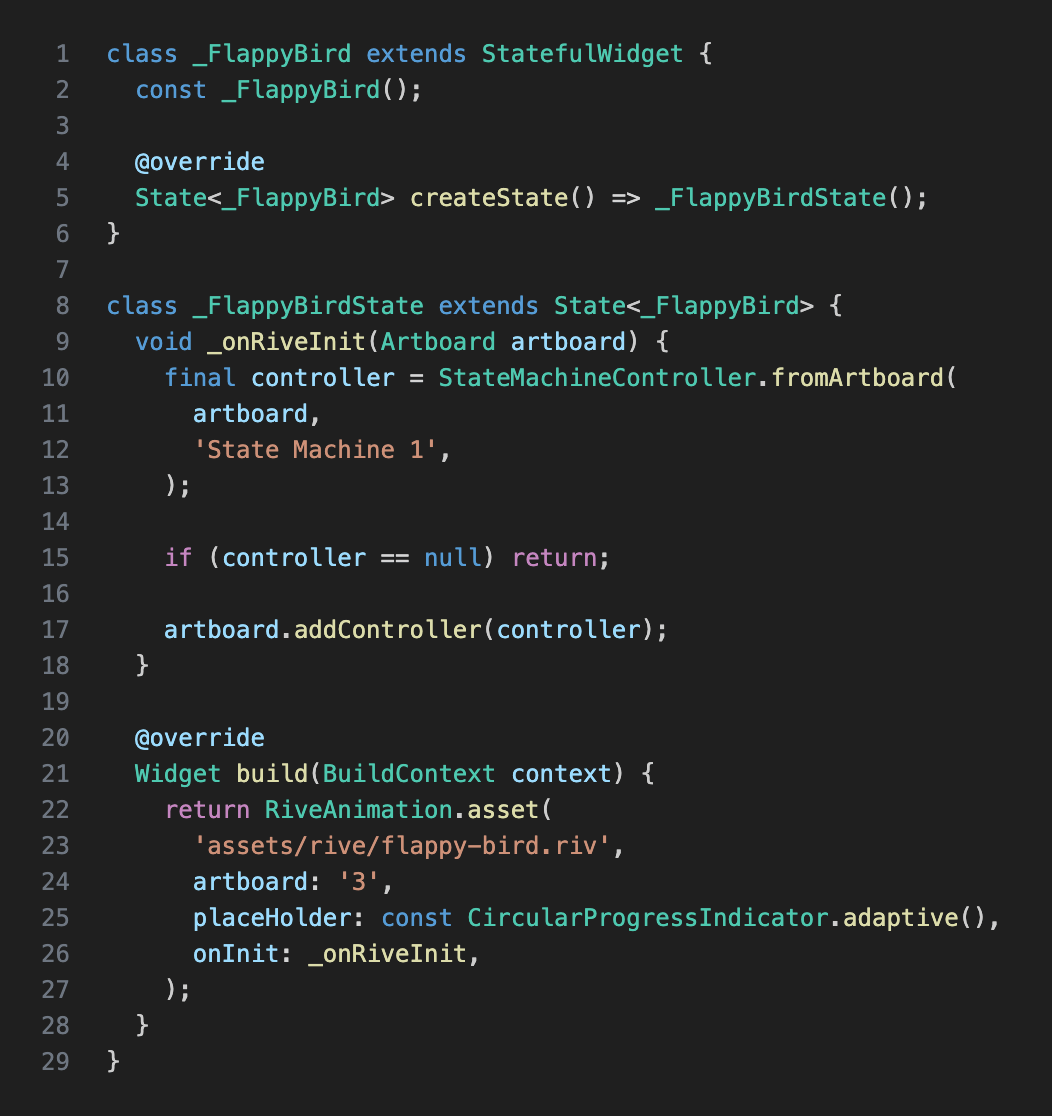 1 class _FlappyBird extends StatefulWidget {
2   const _FlappyBird();
3
4   @override
5   State<_FlappyBird> createState() => _FlappyBirdState();
6 }
7
8 class _FlappyBirdState extends State<_FlappyBird> {
9   void _onRiveInit(Artboard artboard) {
10     final controller = StateMachineController.fromArtboard(
11       artboard,
12       'State Machine 1',
13     );
14
15     if (controller == null) return;
16
17     artboard.addController(controller);
18   }
19
20   @override
21   Widget build(BuildContext context) {
22     return RiveAnimation.asset(
23       'assets/rive/flappy-bird.riv',
24       artboard: '3',
25       placeHolder: const CircularProgressIndicator.adaptive(),
26       onInit: _onRiveInit,
27     );
28   }
29 }